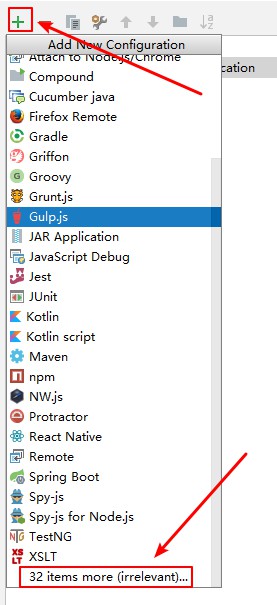 Add New Configuration
Attach to Node.js/Chrome
cation
Compound
Cucumber java
Firefox Remote
Gradle
Griffon
Groovy
Grunt.js
Gulp.js
JAR Application
JavaScript Debug
Jest
JUnit
Kotlin
Kotlin script
Maven
npm
NW.js
Protractor
React Native
Remote
Spring Boot
Spy-js
Spy-js for Node.js
TestNG
XSLT
32 items more (irrelevant)...